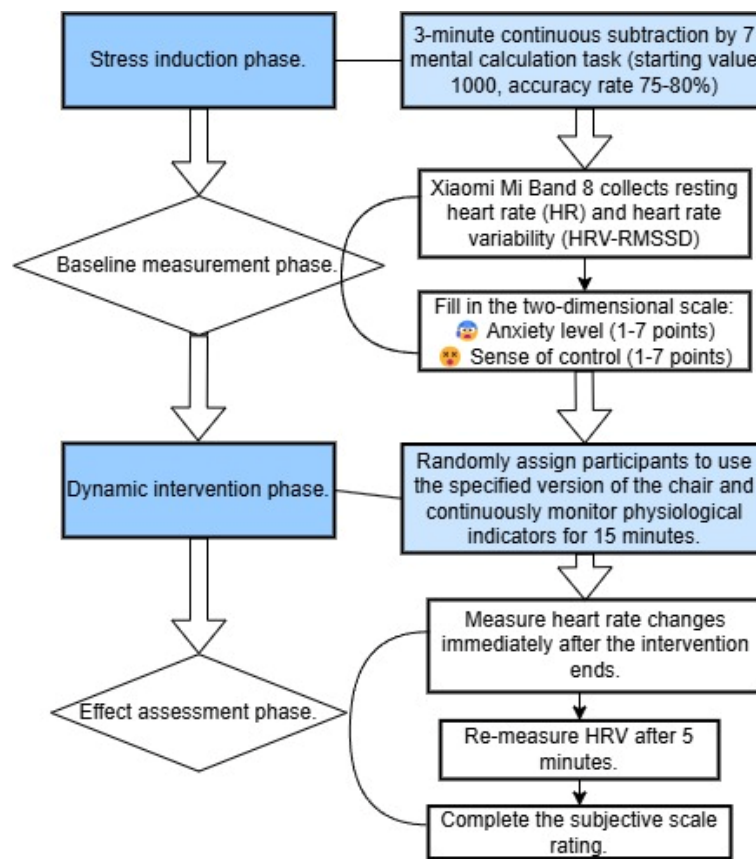 Stress induction phase.
3-minute continuous subtraction by 7
mental calculation task (starting value
1000, accuracy rate 75-80%)
Baseline measurement phase.
Xiaomi Mi Band 8 collects resting
heart rate (HR) and heart rate
variability (HRV-RMSSD)
Fill in the two-dimensional scale:
😰 Anxiety level (1-7 points)
😵 Sense of control (1-7 points)
Dynamic intervention phase.
Randomly assign participants to use
the specified version of the chair and
continuously monitor physiological
indicators for 15 minutes.
Effect assessment phase.
Measure heart rate changes
immediately after the intervention
ends.
Re-measure HRV after 5
minutes.
Complete the subjective scale
rating.